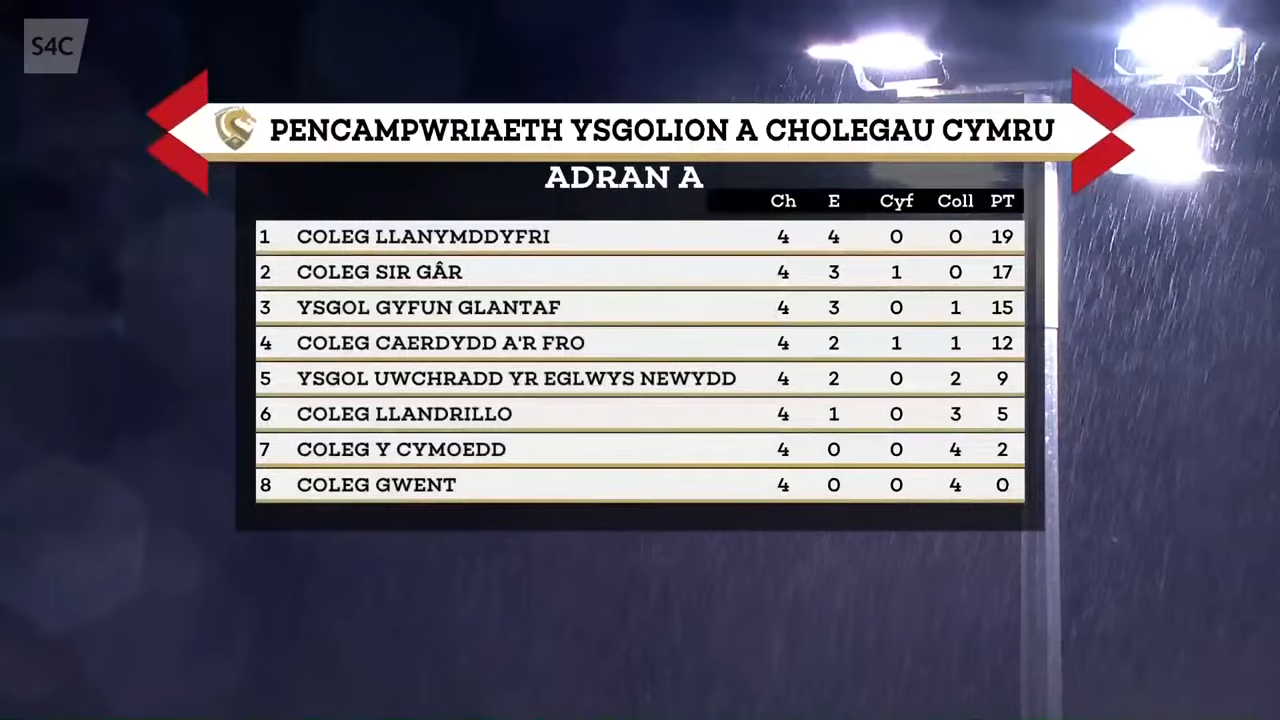 S4C
PENCAMPWRIAETH YSGOLION A CHOLEGAU CYMRU
ADRAN A
Ch E Cyf Coll PT
1 COLEG LLANYMDDYFRI 4 4 0 0 19
2 COLEG SIR GÂR 4 3 1 0 17
3 YSGOL GYFUN GLANTAF 4 3 0 1 15
4 COLEG CAERDYDD A'R FRO 4 2 1 1 12
5 YSGOL UWCHRADD YR EGLWYS NEWYDD 4 2 0 2 9
6 COLEG LLANDRILLO 4 1 0 3 5
7 COLEG Y CYMOEDD 4 0 0 4 2
8 COLEG GWENT 4 0 0 4 0